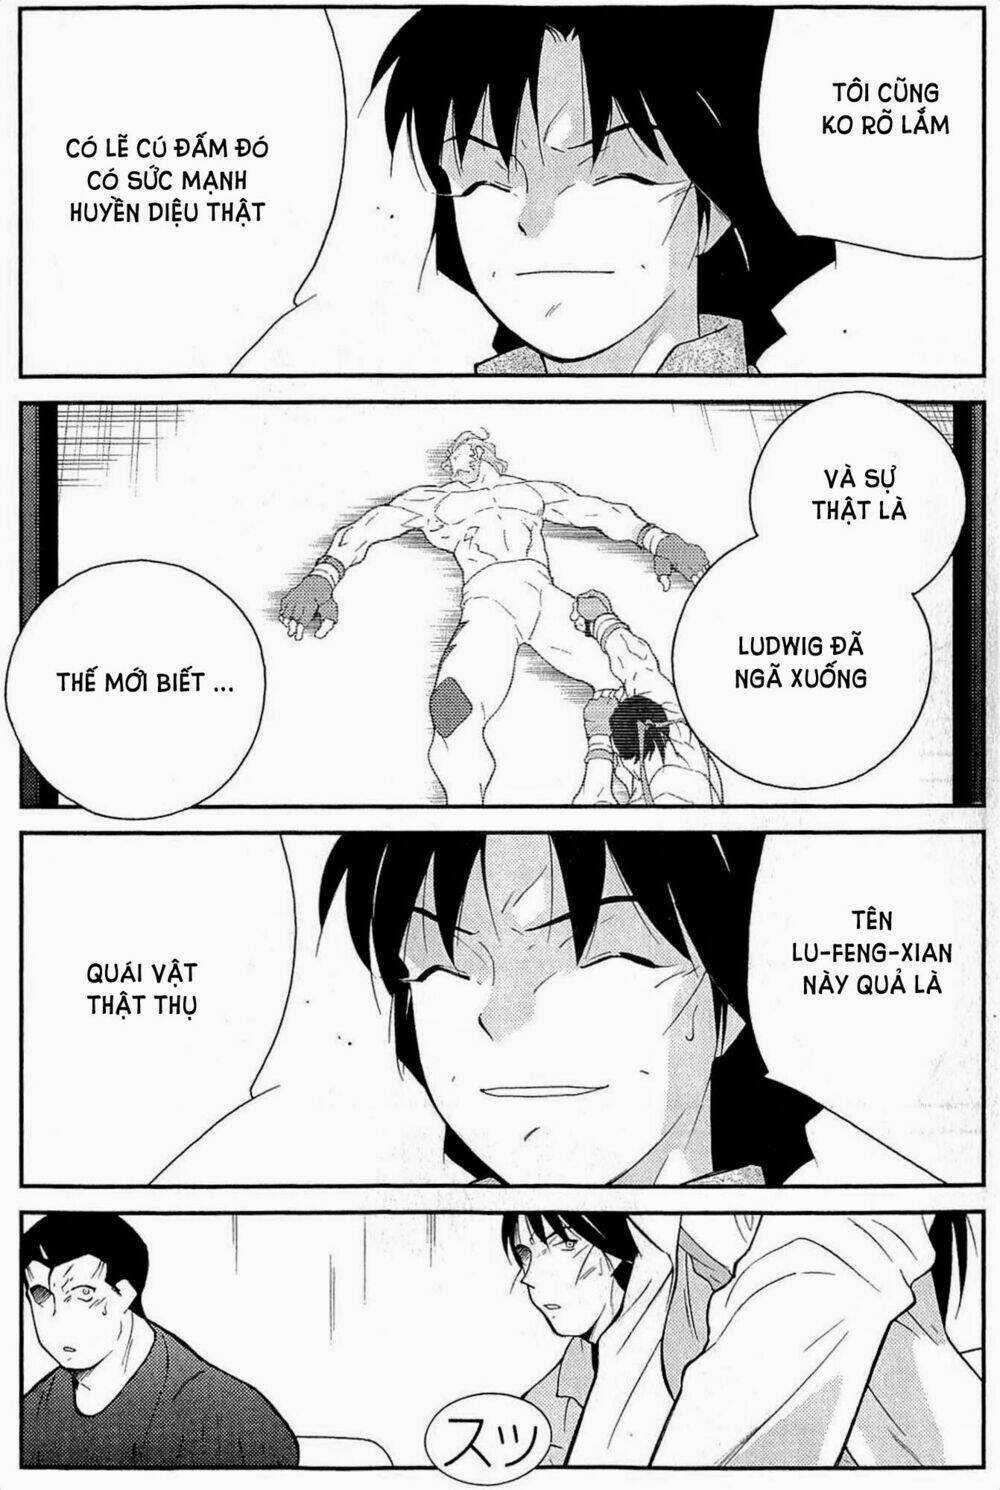 TÔI CŨNG
KO RÕ LẮM
CÓ LẼ CÚ ĐẤM ĐÓ
CÓ SỨC MẠNH
HUYỀN DIỆU THẬT
VÀ SỰ
THẬT LÀ
LUDWIG ĐÃ
NGÃ XUỐNG
THẾ MỚI BIẾT ...
TÊN
LU-FENG-XIAN
NÀY QUẢ LÀ
QUÁI VẬT
THẬT THỤ
スッ